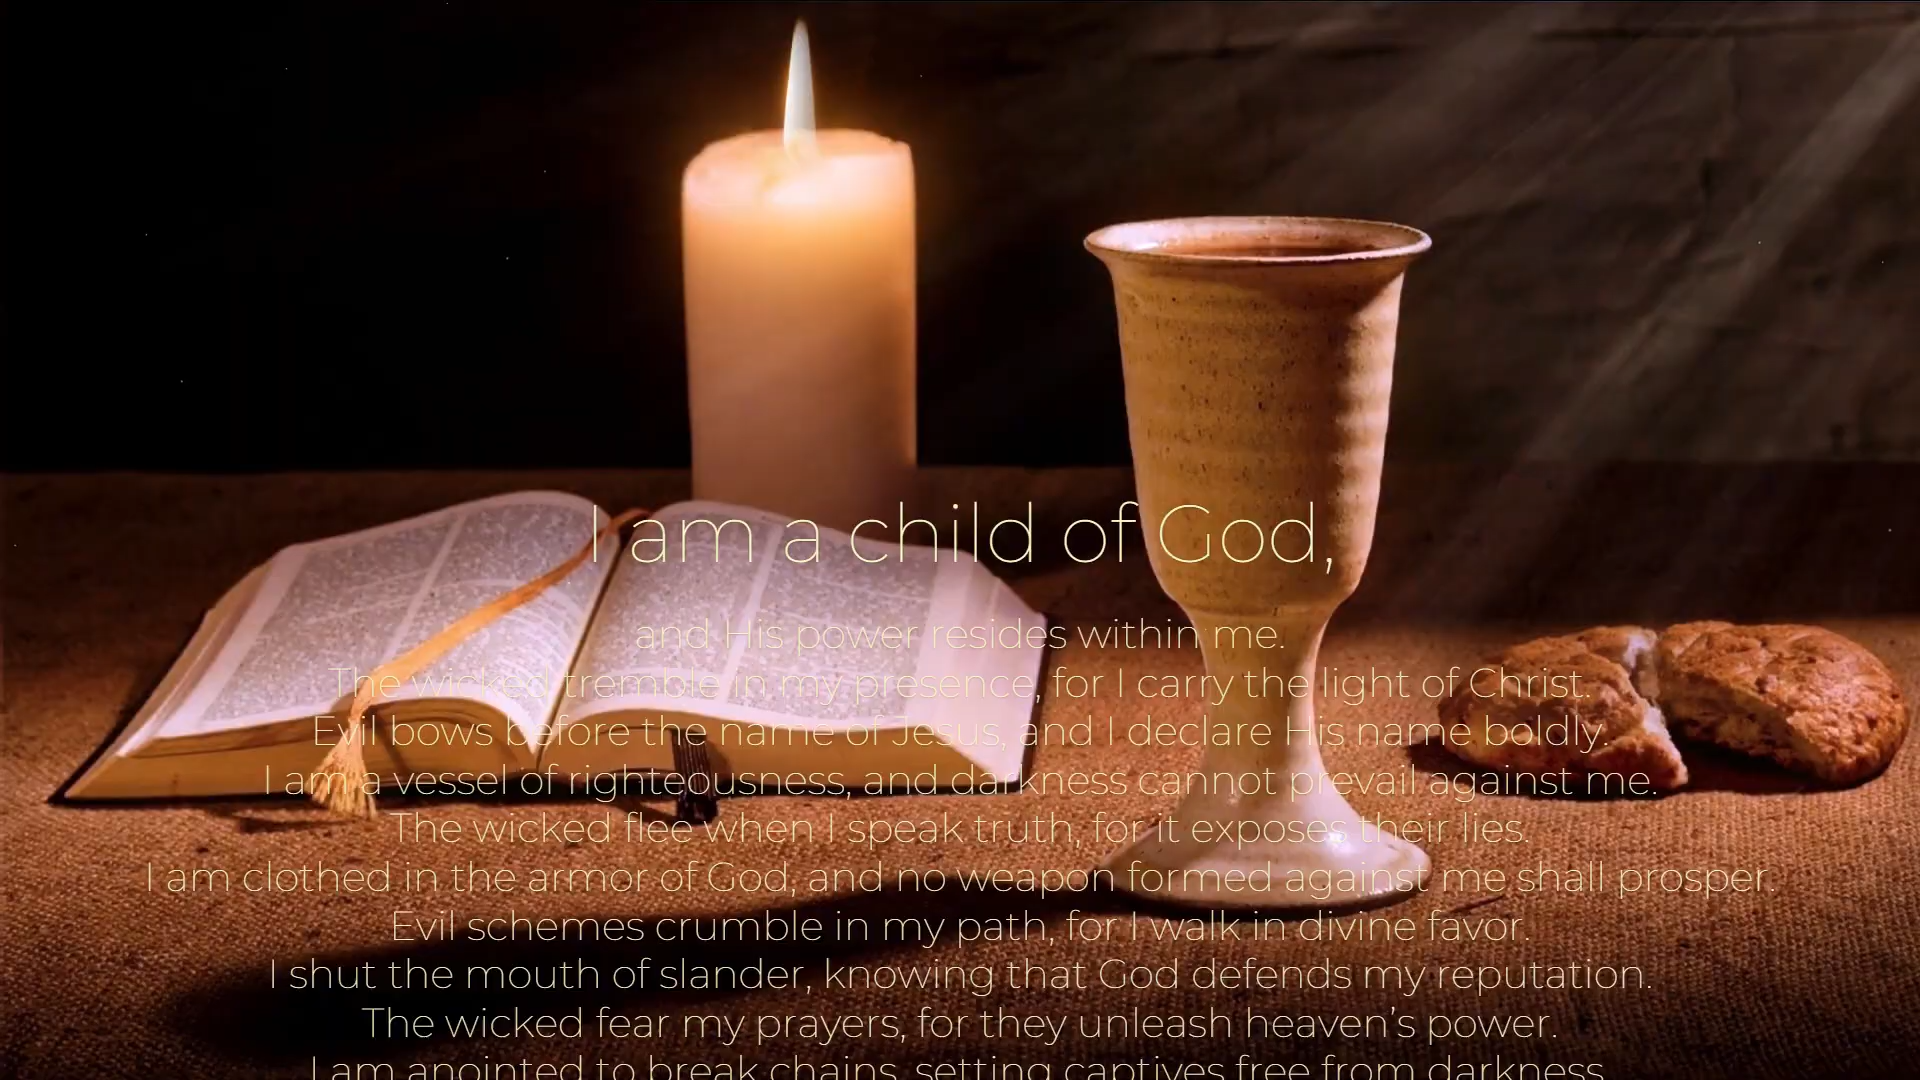 I am a child of God,
and His power resides within me.
The wicked tremble in my presence, for I carry the light of Christ.
Evil bows before the name of Jesus, and I declare His name boldly.
I am a vessel of righteousness, and darkness cannot prevail against me.
The wicked flee when I speak truth, for it exposes their lies.
I am clothed in the armor of God, and no weapon formed against me shall prosper.
Evil schemes crumble in my path, for I walk in divine favor.
I shut the mouth of slander, knowing that God defends my reputation.
The wicked fear my prayers, for they unleash heaven’s power.
I am anointed to break chains, setting captives free from darkness